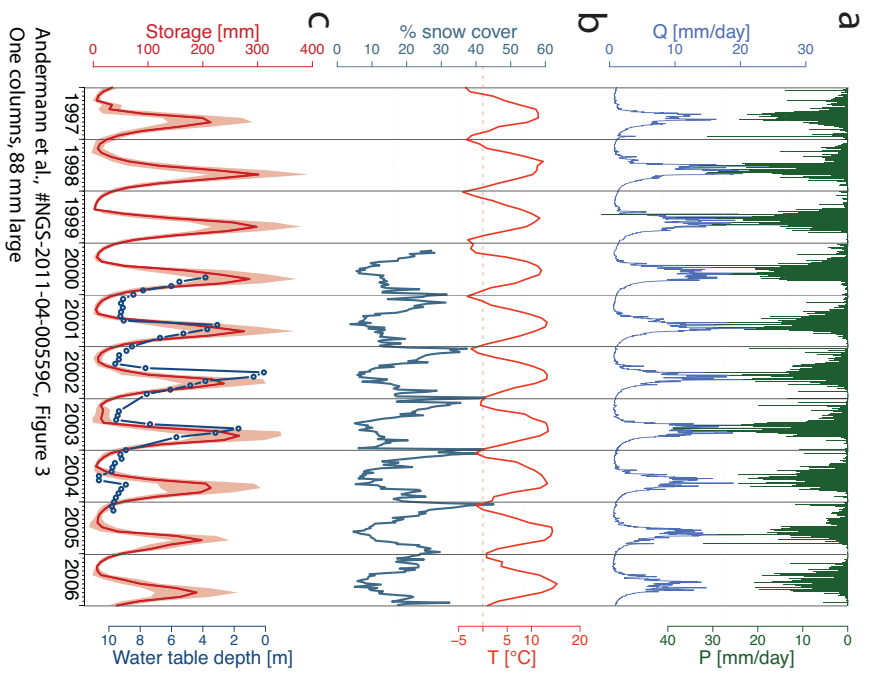 a
Q [mm/day]
0 10 20 30
P [mm/day]
40 30 20 10 0
b
% snow cover
0 10 20 30 40 50 60
T [°C]
−5 5 10 20
c
Storage [mm]
0 100 200 300 400
Water table depth [m]
10 8 6 4 2 0
1997 1998 1999 2000 2001 2002 2003 2004 2005 2006
Andermann et al., #NGS-2011-04-00559C, Figure 3
One columns, 88 mm large